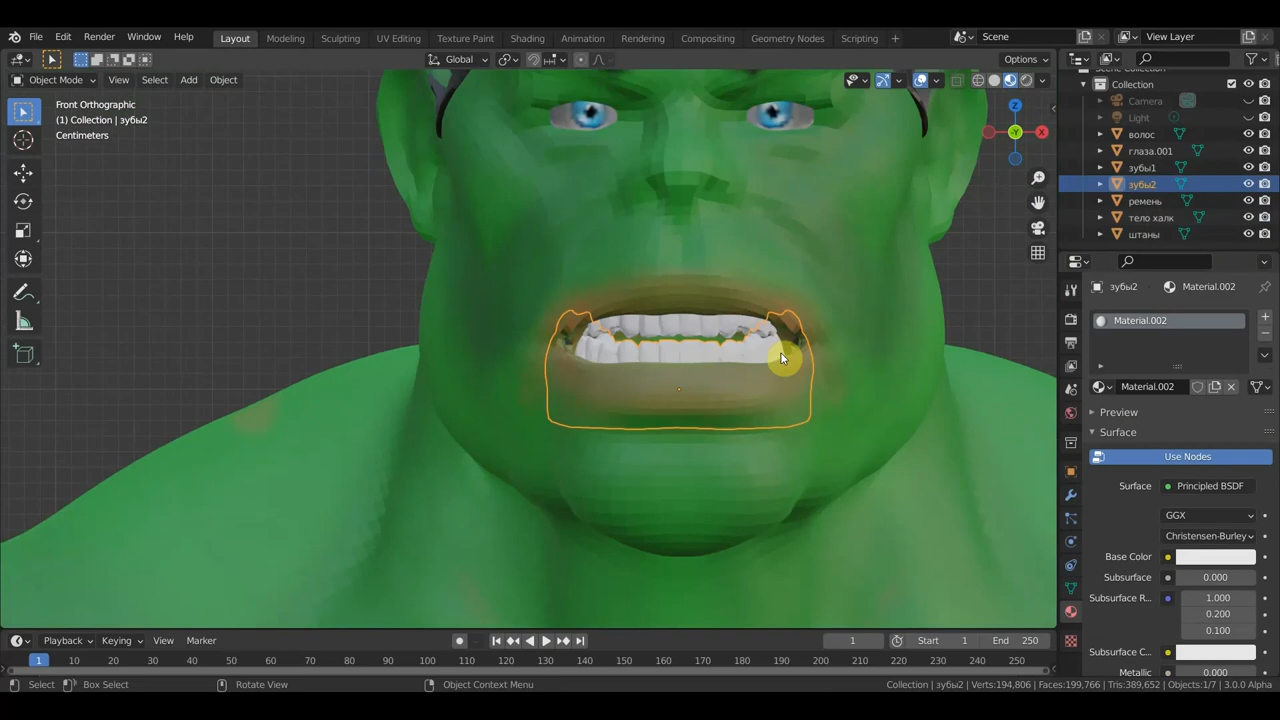 File Edit Render Window Help Layout Modeling Sculpting UV Editing Texture Paint Shading Animation Rendering Compositing Geometry Nodes Scripting + Scene View Layer
Global Options
Object Mode View Select Add Object
Front Orthographic
(1) Collection | зубы2
Centimeters
Z
-Y
X
Scene Collection
Collection
Camera
Light
волос
глаза.001
зубы1
зубы2
ремень
тело халк
штаны
зубы2 Material.002
Material.002
Material.002
Preview
Surface
Use Nodes
Surface Principled BSDF
GGX
Christensen-Burley
Base Color
Subsurface 0.000
Subsurface R... 1.000
0.200
0.100
Subsurface C...
Metallic 0.000
Playback Keying View Marker 1 Start 1 End 250
1 10 20 30 40 50 60 70 80 90 100 110 120 130 140 150 160 170 180 190 200 210 220 230 240 250
Select Box Select Rotate View Object Context Menu Collection | зубы2 | Verts:194,806 | Faces:199,766 | Tris:389,652 | Objects:1/7 | 3.0.0 Alpha